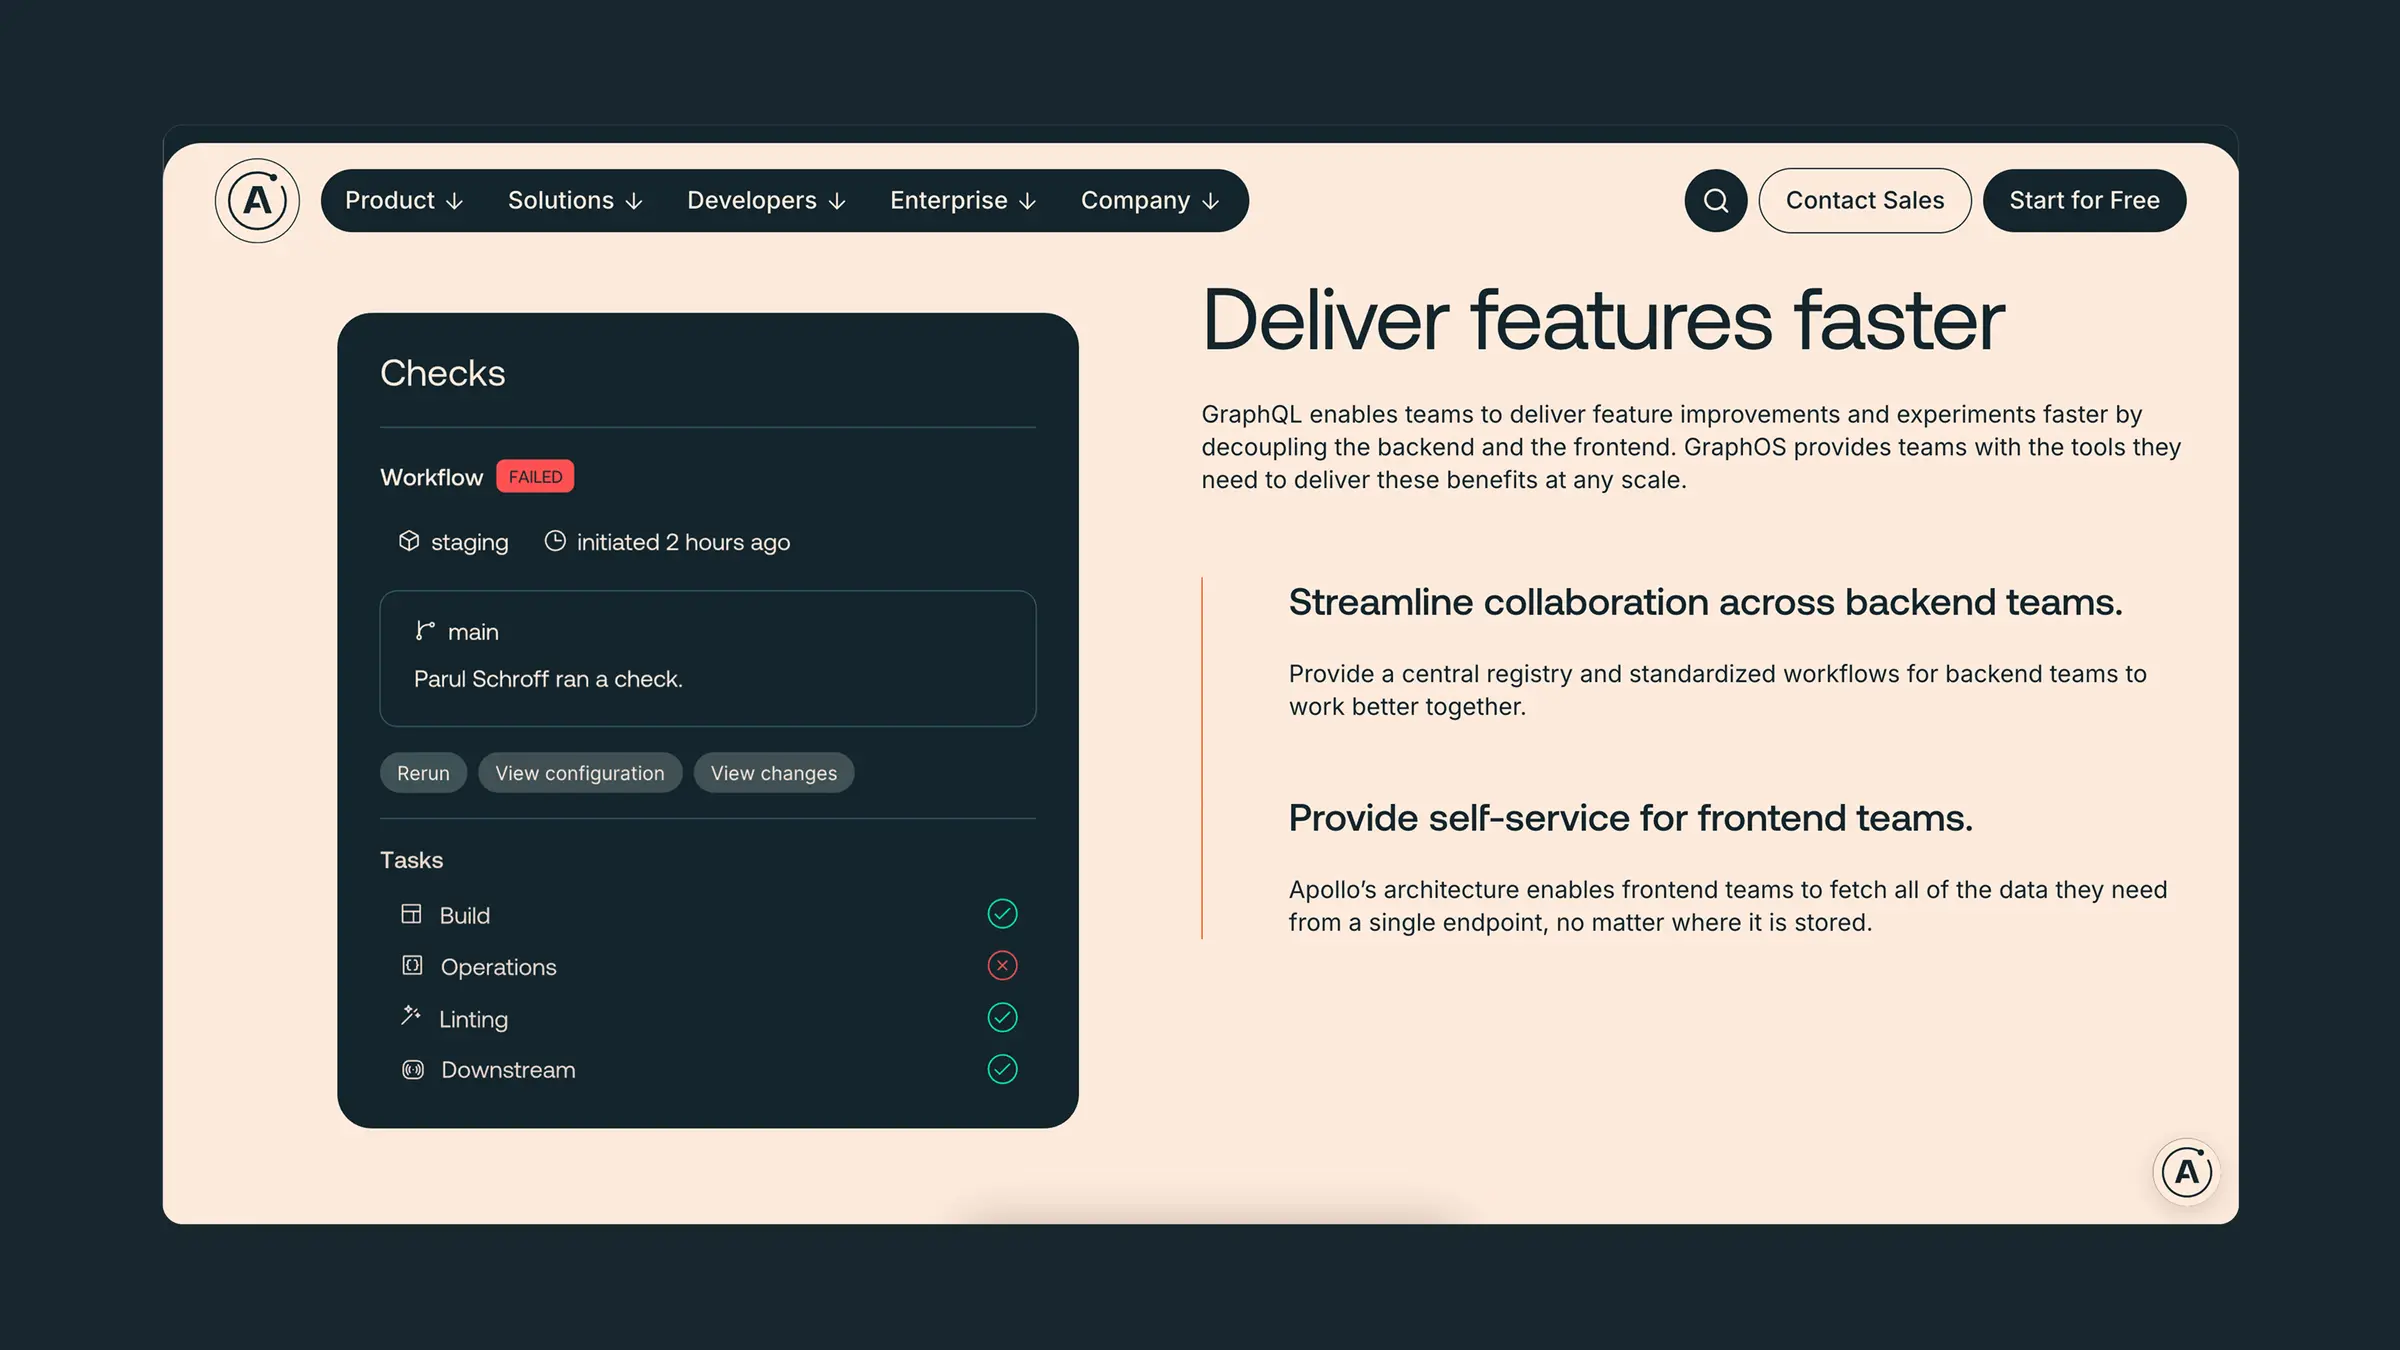 A
Product
Solutions
Developers
Enterprise
Company
Contact Sales
Start for Free
Checks
Workflow
FAILED
staging
initiated 2 hours ago
main
Parul Schroff ran a check.
Rerun
View configuration
View changes
Tasks
Build
Operations
Linting
Downstream
Deliver features faster
GraphQL enables teams to deliver feature improvements and experiments faster by
decoupling the backend and the frontend. GraphOS provides teams with the tools they
need to deliver these benefits at any scale.
Streamline collaboration across backend teams.
Provide a central registry and standardized workflows for backend teams to
work better together.
Provide self-service for frontend teams.
Apollo’s architecture enables frontend teams to fetch all of the data they need
from a single endpoint, no matter where it is stored.
A